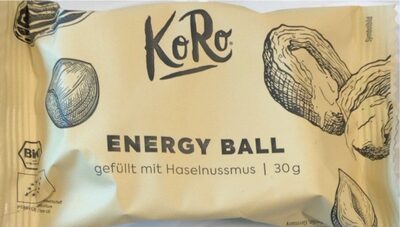 KoRo
ENERGY BALL
gefüllt mit Haselnussmus | 30 g